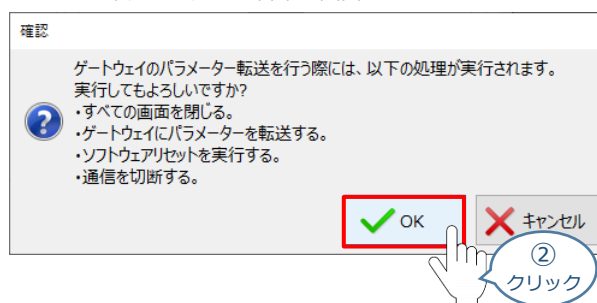 確認
ゲートウェイのパラメーター転送を行う際には、以下の処理が実行されます。
実行してもよろしいですか?
・すべての画面を閉じる。
・ゲートウェイにパラメーターを転送する。
・ソフトウェアリセットを実行する。
・通信を切断する。
OK
キャンセル
②
クリック